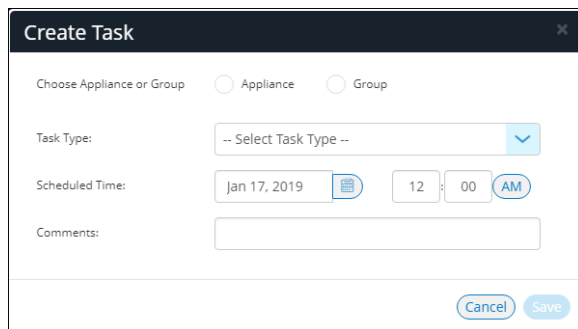 Create Task
Choose Appliance or Group Appliance Group
Task Type: -- Select Task Type --
Scheduled Time: Jan 17, 2019 12 : 00 AM
Comments:
Cancel Save